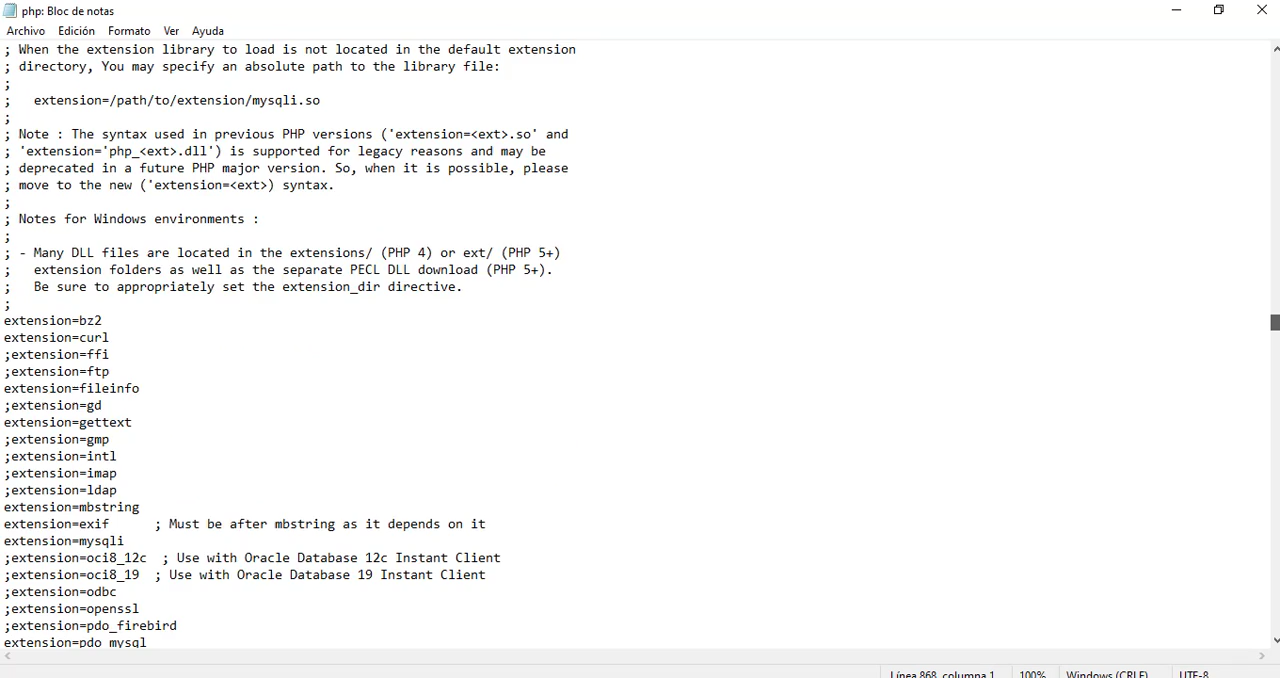 php: Bloc de notas
Archivo Edición Formato Ver Ayuda
; When the extension library to load is not located in the default extension
; directory, You may specify an absolute path to the library file:
;
;   extension=/path/to/extension/mysqli.so
;
; Note : The syntax used in previous PHP versions ('extension=<ext>.so' and
; 'extension='php_<ext>.dll') is supported for legacy reasons and may be
; deprecated in a future PHP major version. So, when it is possible, please
; move to the new ('extension=<ext>) syntax.
;
; Notes for Windows environments :
;
; - Many DLL files are located in the extensions/ (PHP 4) or ext/ (PHP 5+)
;   extension folders as well as the separate PECL DLL download (PHP 5+).
;   Be sure to appropriately set the extension_dir directive.
;
extension=bz2
extension=curl
;extension=ffi
;extension=ftp
extension=fileinfo
;extension=gd
extension=gettext
;extension=gmp
;extension=intl
;extension=imap
;extension=ldap
extension=mbstring
extension=exif      ; Must be after mbstring as it depends on it
extension=mysqli
;extension=oci8_12c  ; Use with Oracle Database 12c Instant Client
;extension=oci8_19  ; Use with Oracle Database 19 Instant Client
;extension=odbc
;extension=openssl
;extension=pdo_firebird
extension=pdo_mysql
Línea 868, columna 1 100% Windows (CRLF) UTF-8